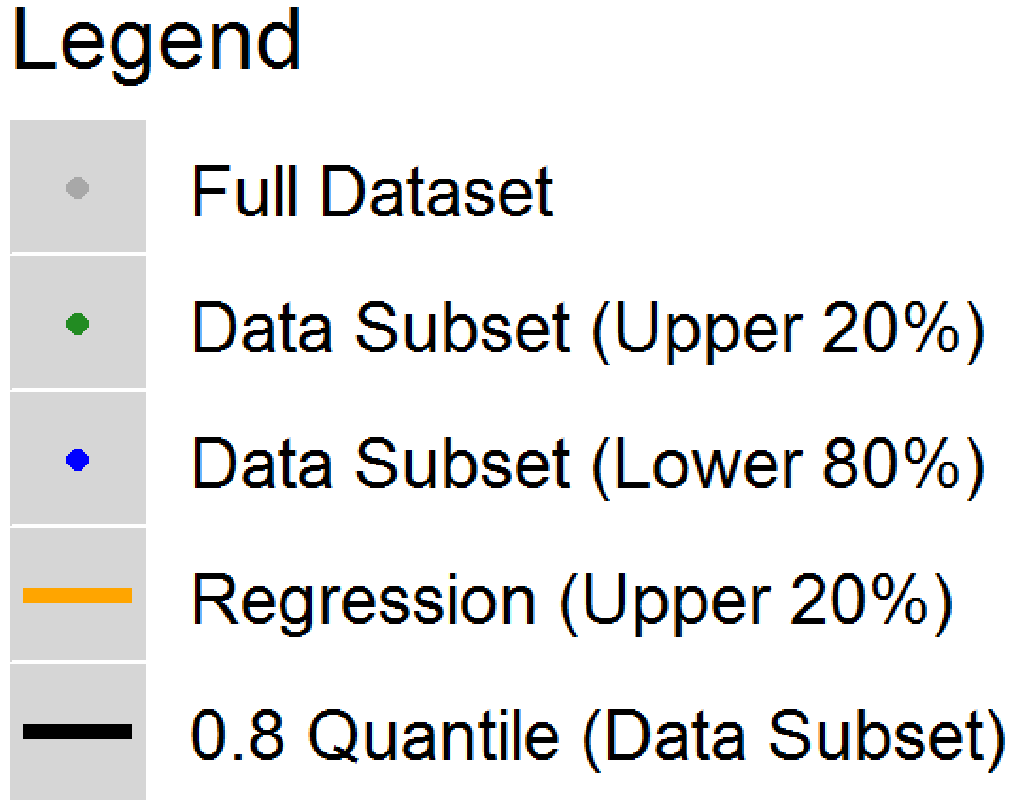 Legend
Full Dataset
Data Subset (Upper 20%)
Data Subset (Lower 80%)
Regression (Upper 20%)
0.8 Quantile (Data Subset)